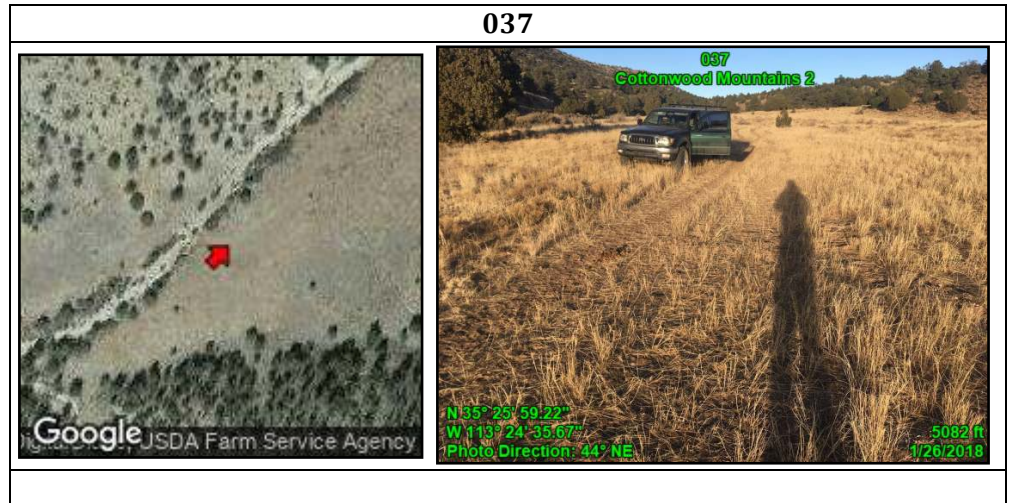 037
037
Cottonwood Mountains 2
Google
USDA Farm Service Agency
N 35° 25' 59.22"
W 113° 24' 35.67"
Photo Direction: 44° NE
5082 ft
1/26/2018